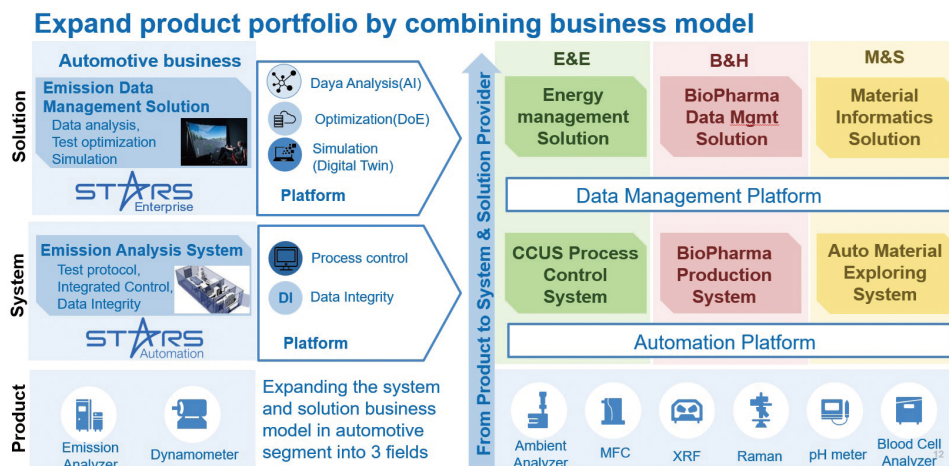 Expand product portfolio by combining business model
Solution
Automotive business
Emission Data
Management Solution
Data analysis,
Test optimization
Simulation
STARS
Enterprise
Daya Analysis(AI)
Optimization(DoE)
Simulation
(Digital Twin)
Platform
System
Emission Analysis System
Test protocol,
Integrated Control,
Data Integrity
STARS
Automation
Process control
DI
Data Integrity
Platform
Product
Emission
Analyzer
Dynamometer
Expanding the system
and solution business
model in automotive
segment into 3 fields
From Product to System & Solution Provider
E&E
B&H
M&S
Energy
management
Solution
BioPharma
Data Mgmt
Solution
Material
Informatics
Solution
Data Management Platform
CCUS Process
Control
System
BioPharma
Production
System
Auto Material
Exploring
System
Automation Platform
Ambient
Analyzer
MFC
XRF
Raman
pH meter
Blood Cell
Analyzer
12